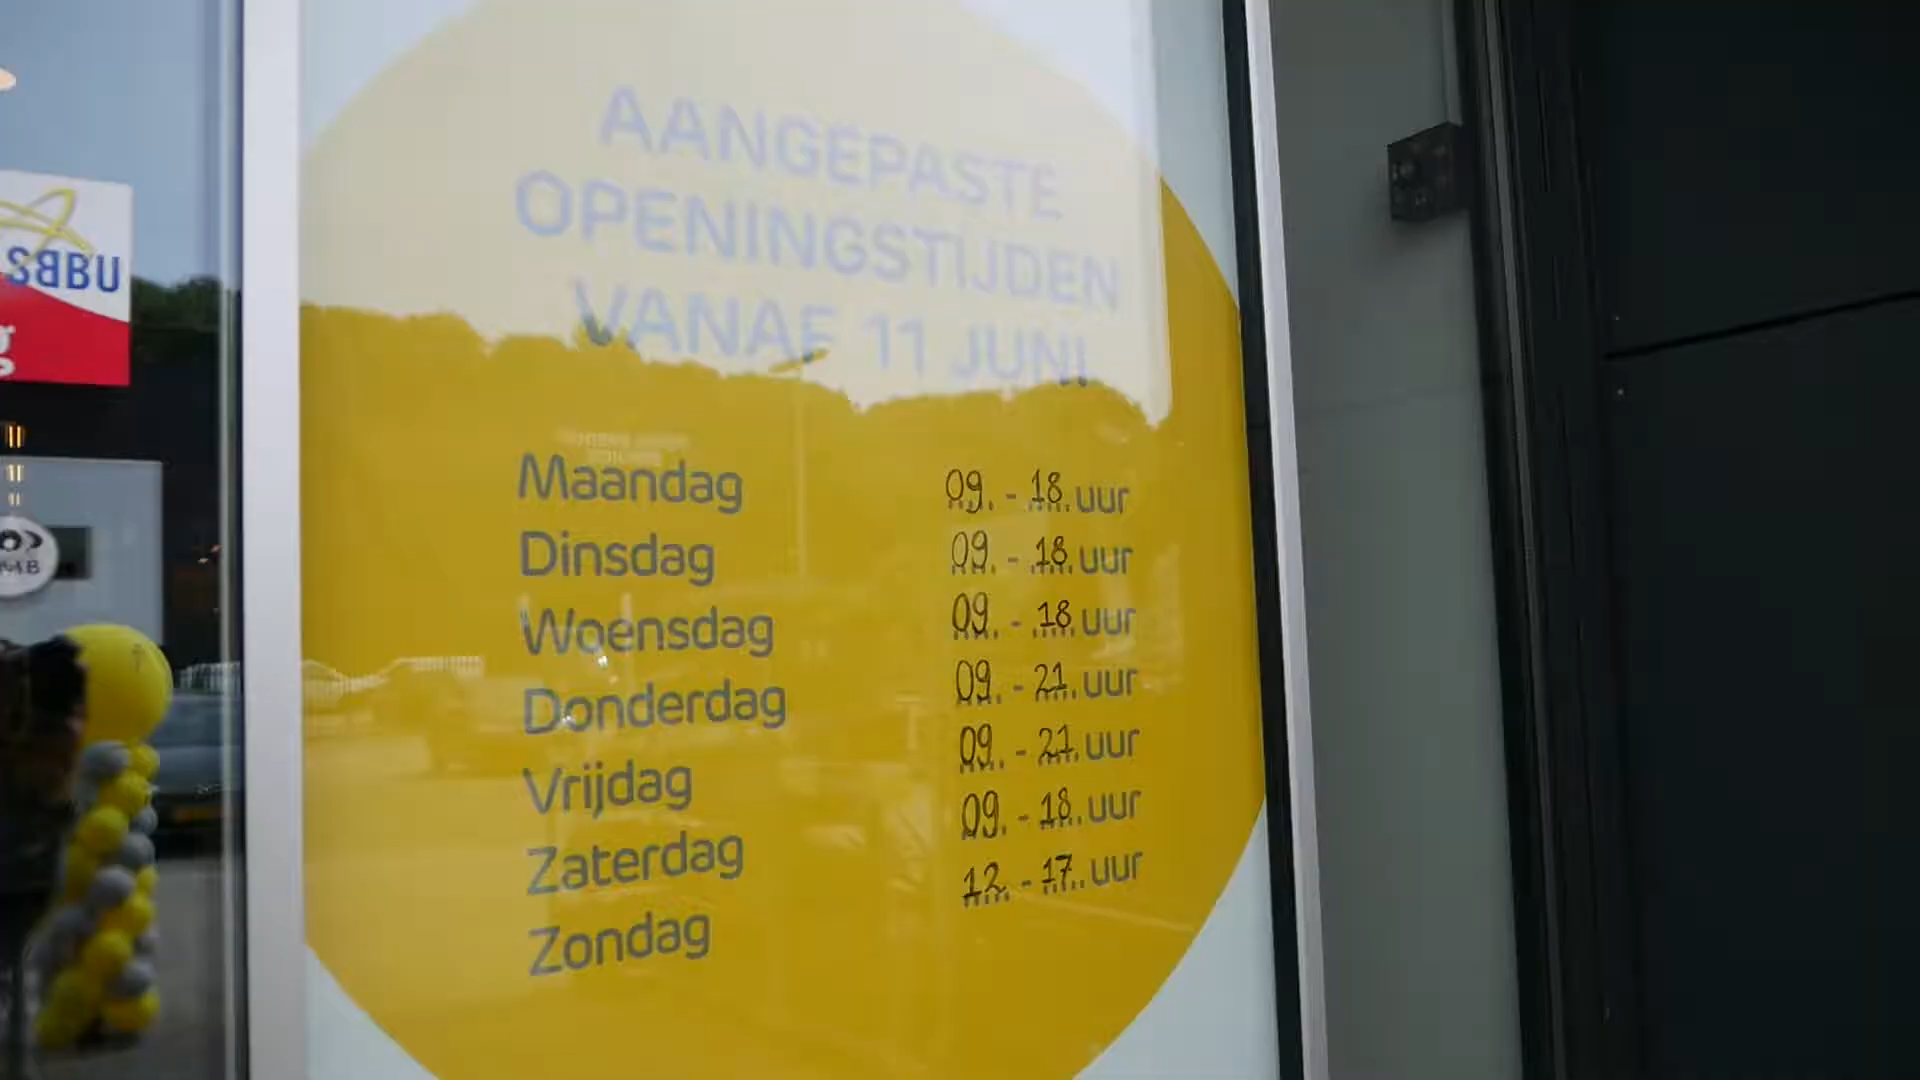 AANGEPASTE
OPENINGSTIJDEN
VANAF 11 JUNI
Maandag 09. - 18. uur
Dinsdag 09. - 18. uur
Woensdag 09. - 18. uur
Donderdag 09. - 21. uur
Vrijdag 09. - 21. uur
Zaterdag 09. - 18. uur
Zondag 12. - 17. uur
SBBU
g